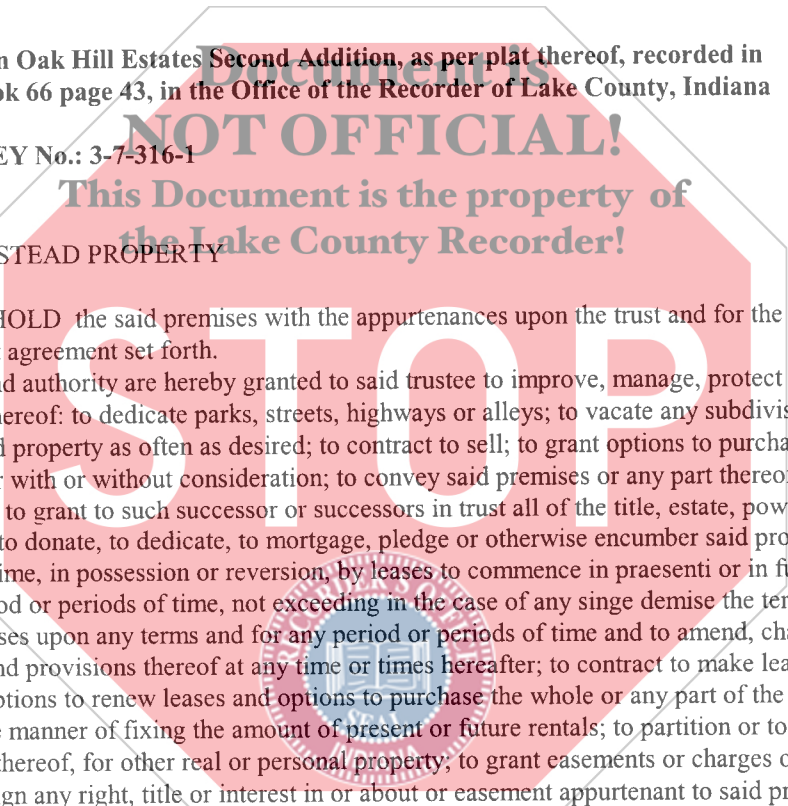 n Oak Hill Estates Second Addition, as per plat thereof, recorded in
Document is
ok 66 page 43, in the Office of the Recorder of Lake County, Indiana
NOT OFFICIAL!
EY No.: 3-7-316-1
This Document is the property of
the Lake County Recorder!
STEAD PROPERTY
HOLD the said premises with the appurtenances upon the trust and for the
t agreement set forth.
nd authority are hereby granted to said trustee to improve, manage, protect
hereof: to dedicate parks, streets, highways or alleys; to vacate any subdivis
d property as often as desired; to contract to sell; to grant options to purcha
r with or without consideration; to convey said premises or any part thereof
STOP
to grant to such successor or successors in trust all of the title, estate, pow
to donate, to dedicate, to mortgage, pledge or otherwise encumber said pro
ime, in possession or reversion, by leases to commence in praesenti or in fu
od or periods of time, not exceeding in the case of any singe demise the ter
ses upon any terms and for any period or periods of time and to amend, cha
nd provisions thereof at any time or times hereafter; to contract to make lea
ptions to renew leases and options to purchase the whole or any part of the
e manner of fixing the amount of present or future rentals; to partition or to
thereof, for other real or personal property; to grant easements or charges o
ign any right, title or interest in or about or easement appurtenant to said pr
RECORDER'S OFFICE
SEAL
INDIANA